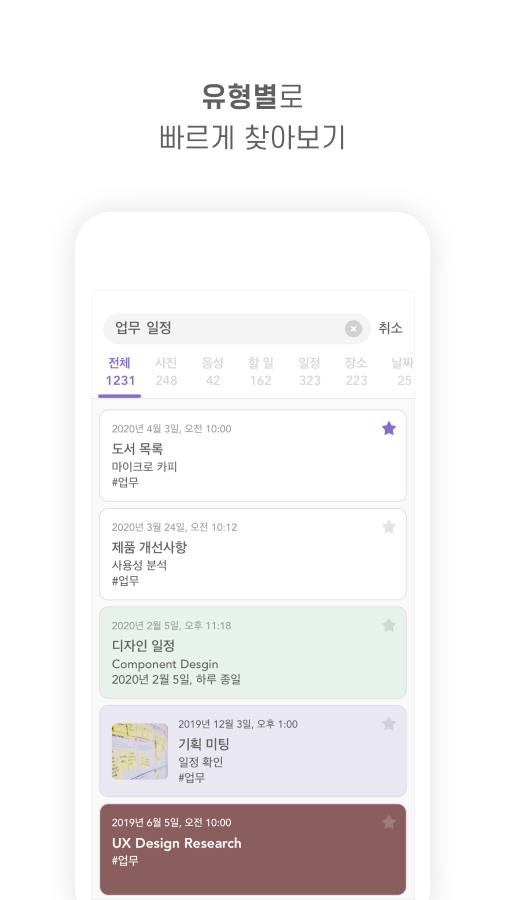 유형별로
빠르게 찾아보기
업무 일정
취소
전체 사진 음성 할 일 일정 장소 날짜
1231 248 42 162 323 223 25
2020년 4월 3일, 오전 10:00
도서 목록
마이크로 카피
#업무
2020년 3월 24일, 오전 10:12
제품 개선사항
사용성 분석
#업무
2020년 2월 5일, 오후 11:18
디자인 일정
Component Desgin
2020년 2월 5일, 하루 종일
2019년 12월 3일, 오후 1:00
기획 미팅
일정 확인
#업무
2019년 6월 5일, 오전 10:00
UX Design Research
#업무